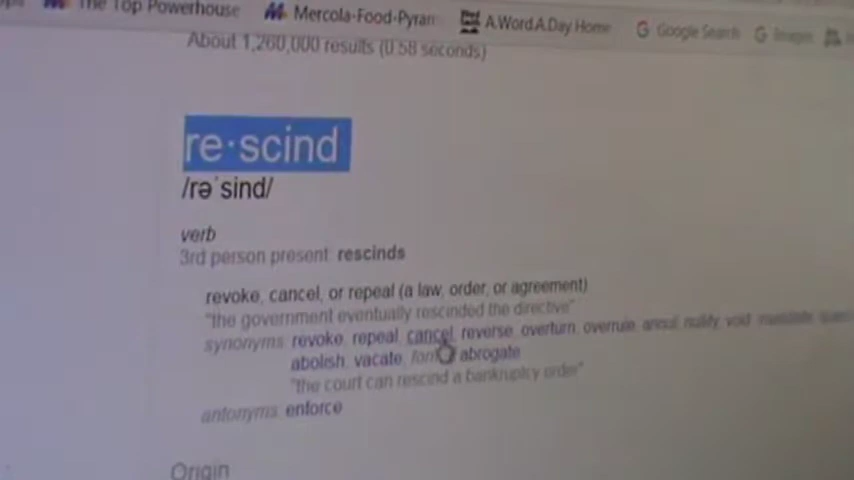 The Top Powerhouse Mercola-Food-Pyram A.Word.A.Day Home Google Search Images
About 1,260,000 results (0.58 seconds)
re·scind
/rəˈsind/
verb
3rd person present: rescinds
revoke, cancel, or repeal (a law, order, or agreement)
"the government eventually rescinded the directive"
synonyms: revoke, repeal, cancel, reverse, overturn, overrule, annul, nullify, void, invalidate, quash
abolish, vacate, abrogate
"the court can rescind a bankruptcy order"
antonyms: enforce
Origin